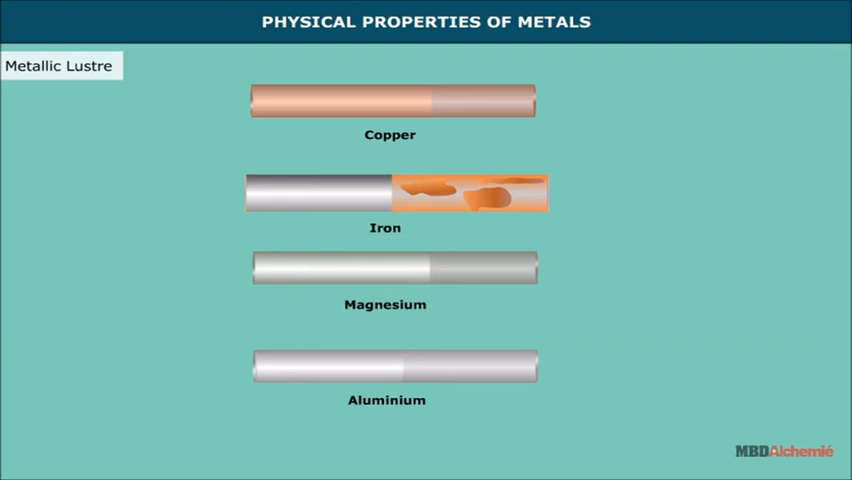 PHYSICAL PROPERTIES OF METALS
Metallic Lustre
Copper
Iron
Magnesium
Aluminium
MBDAlchemié